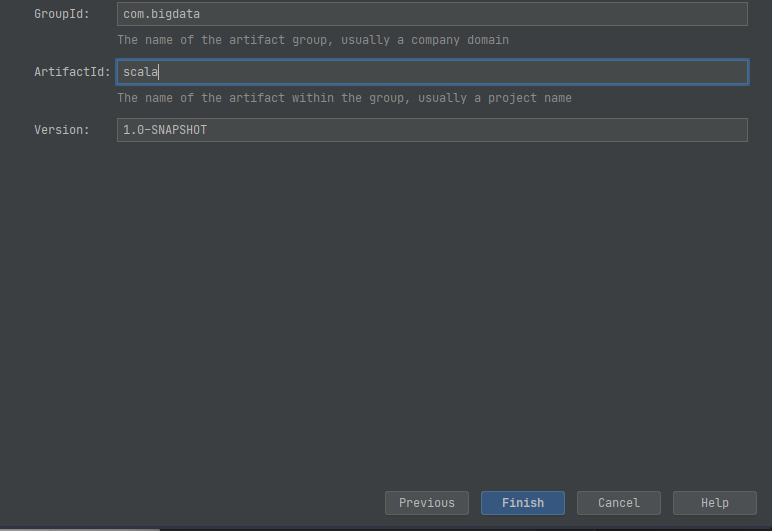 GroupId: com.bigdata
The name of the artifact group, usually a company domain
ArtifactId: scala
The name of the artifact within the group, usually a project name
Version: 1.0-SNAPSHOT
Previous Finish Cancel Help